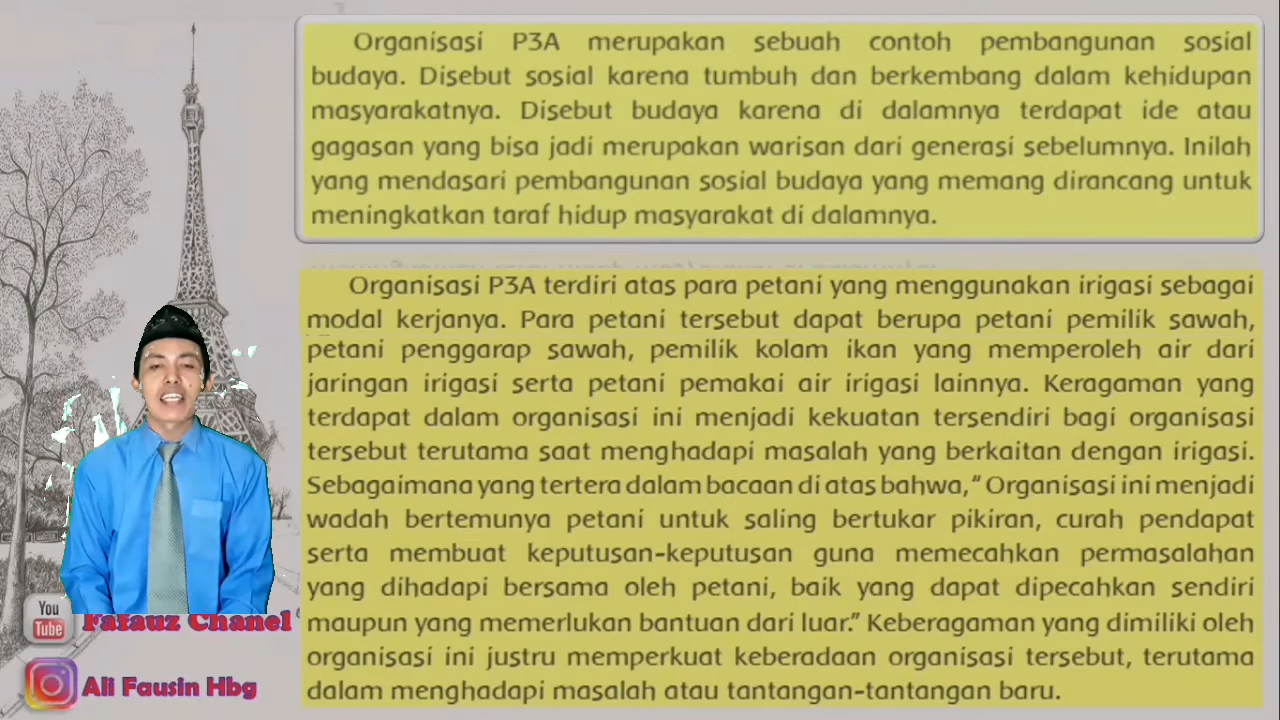 Organisasi P3A merupakan sebuah contoh pembangunan sosial
budaya. Disebut sosial karena tumbuh dan berkembang dalam kehidupan
masyarakatnya. Disebut budaya karena di dalamnya terdapat ide atau
gagasan yang bisa jadi merupakan warisan dari generasi sebelumnya. Inilah
yang mendasari pembangunan sosial budaya yang memang dirancang untuk
meningkatkan taraf hidup masyarakat di dalamnya.
Organisasi P3A terdiri atas para petani yang menggunakan irigasi sebagai
modal kerjanya. Para petani tersebut dapat berupa petani pemilik sawah,
petani penggarap sawah, pemilik kolam ikan yang memperoleh air dari
jaringan irigasi serta petani pemakai air irigasi lainnya. Keragaman yang
terdapat dalam organisasi ini menjadi kekuatan tersendiri bagi organisasi
tersebut terutama saat menghadapi masalah yang berkaitan dengan irigasi.
Sebagaimana yang tertera dalam bacaan di atas bahwa, “ Organisasi ini menjadi
wadah bertemunya petani untuk saling bertukar pikiran, curah pendapat
serta membuat keputusan-keputusan guna memecahkan permasalahan
yang dihadapi bersama oleh petani, baik yang dapat dipecahkan sendiri
maupun yang memerlukan bantuan dari luar.” Keberagaman yang dimiliki oleh
organisasi ini justru memperkuat keberadaan organisasi tersebut, terutama
dalam menghadapi masalah atau tantangan-tantangan baru.
You
Tube
Fafauz Chanel
Ali Fausin Hbg